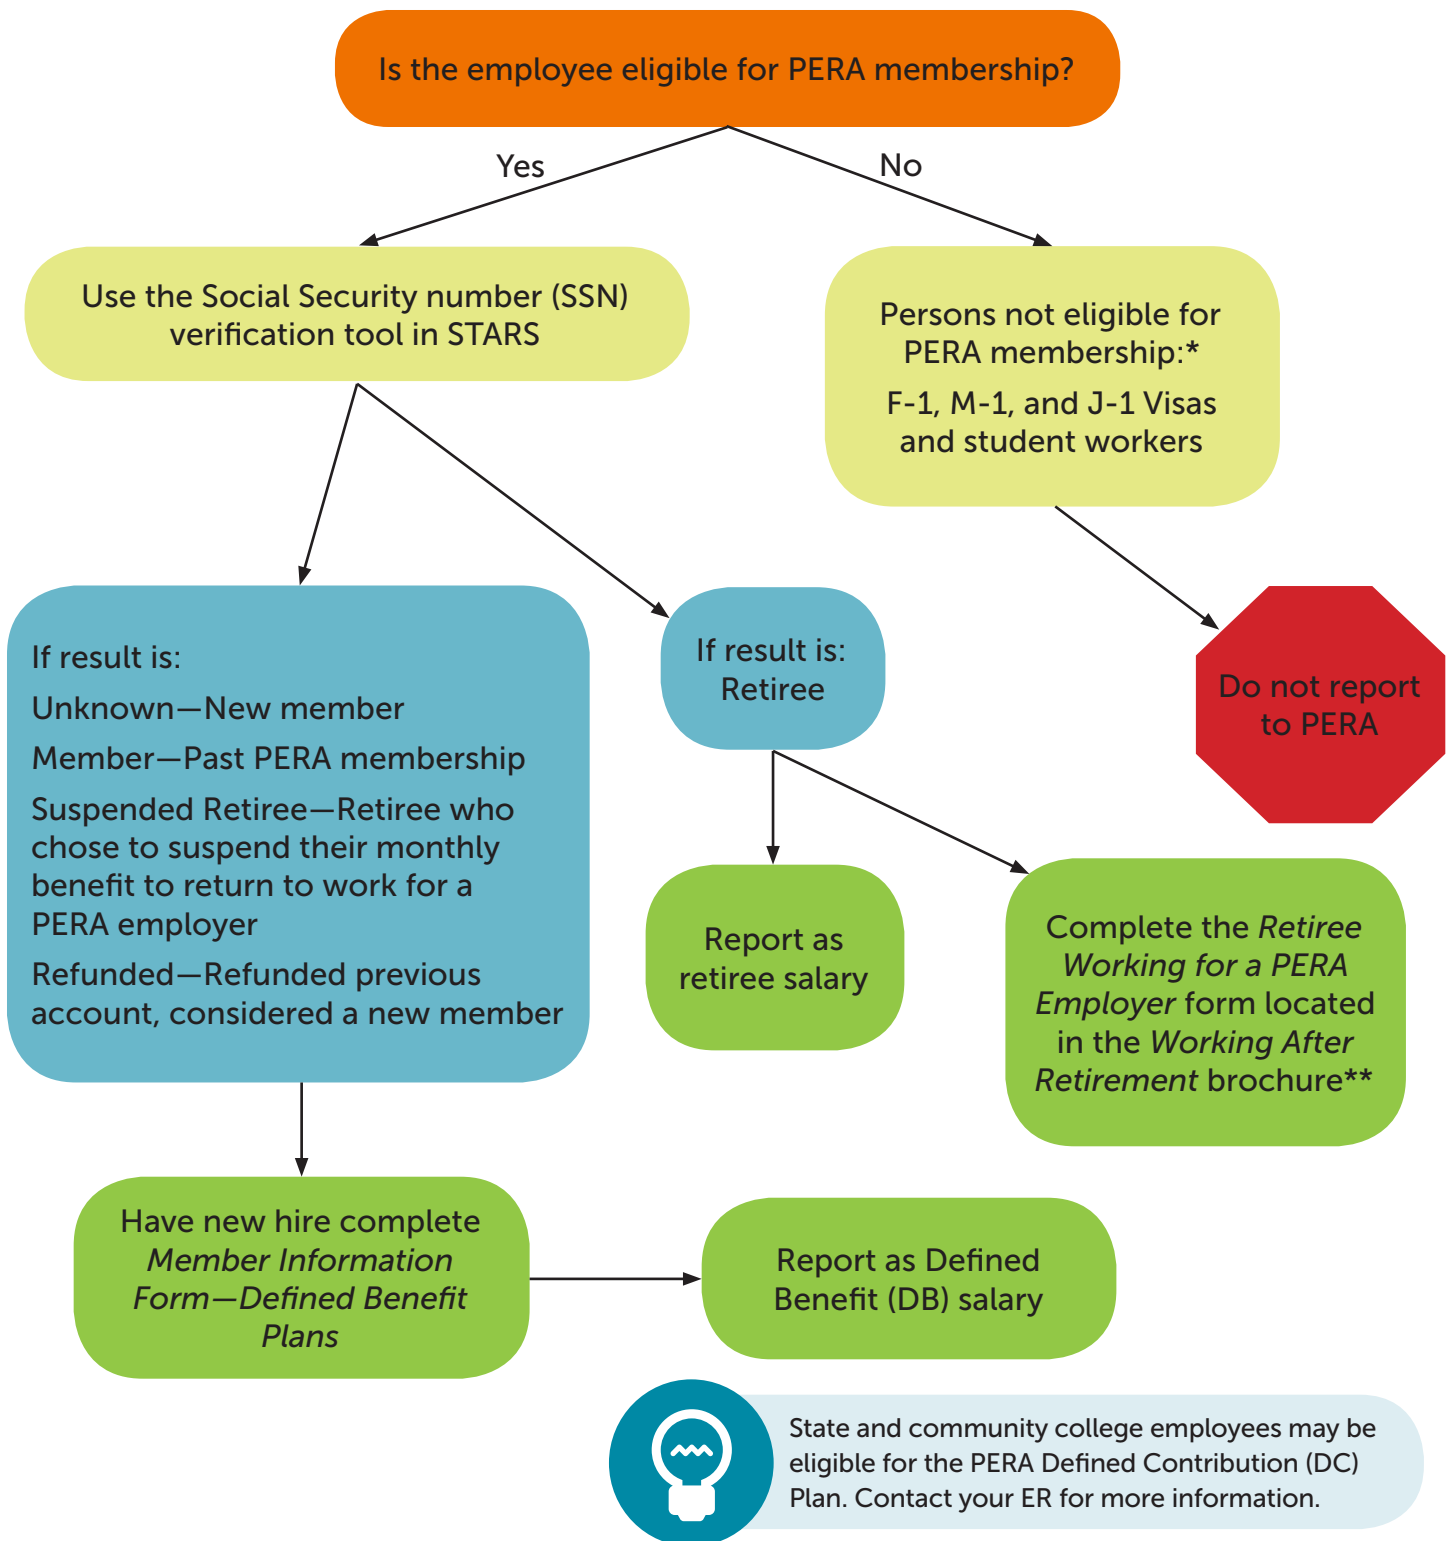 Is the employee eligible for PERA membership?
Yes
No
Use the Social Security number (SSN)
verification tool in STARS
Persons not eligible for
PERA membership:*
F-1, M-1, and J-1 Visas
and student workers
If result is:
Unknown—New member
Member—Past PERA membership
Suspended Retiree—Retiree who
chose to suspend their monthly
benefit to return to work for a
PERA employer
Refunded—Refunded previous
account, considered a new member
If result is:
Retiree
Do not report
to PERA
Report as
retiree salary
Complete the Retiree
Working for a PERA
Employer form located
in the Working After
Retirement brochure**
Have new hire complete
Member Information
Form—Defined Benefit
Plans
Report as Defined
Benefit (DB) salary
State and community college employees may be
eligible for the PERA Defined Contribution (DC)
Plan. Contact your ER for more information.